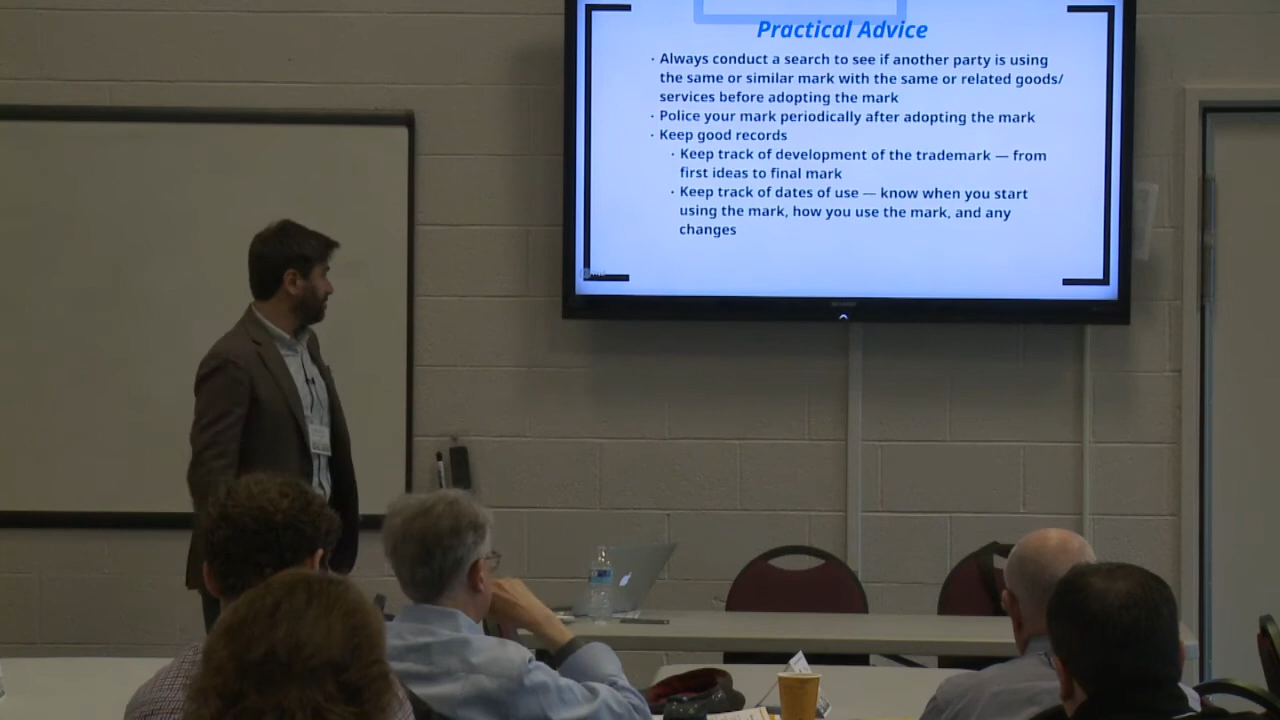 Practical Advice
· Always conduct a search to see if another party is using
the same or similar mark with the same or related goods/
services before adopting the mark
· Police your mark periodically after adopting the mark
· Keep good records
· Keep track of development of the trademark — from
first ideas to final mark
· Keep track of dates of use — know when you start
using the mark, how you use the mark, and any
changes